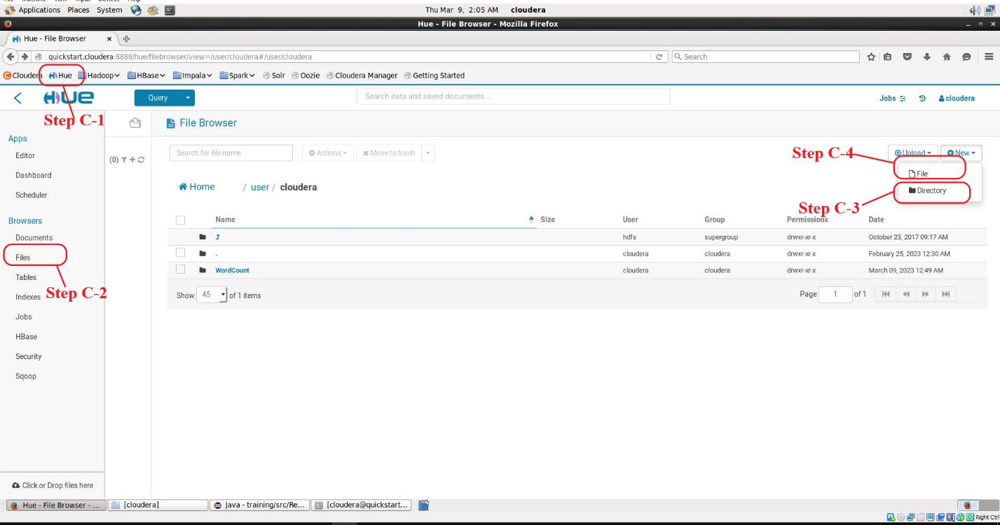 File Machine View Input Devices Help
Applications Places System Thu Mar 9, 2:05 AM cloudera
Hue - File Browser - Mozilla Firefox
Hue - File Browser
quickstart.cloudera:8888/hue/filebrowser/view=/user/cloudera#/user/cloudera Search
Cloudera Hue Hadoop HBase Impala Spark Solr Oozie Cloudera Manager Getting Started
HUE Query Search data and saved documents... Jobs cloudera
Step C-1
File Browser
Apps
Editor
Dashboard
Scheduler
Browsers
Documents
Files
Tables
Indexes
Jobs
HBase
Security
Sqoop
Step C-2
(0)
Search for file name Actions Move to trash Step C-4 Upload New
File
Directory
Step C-3
Home / user / cloudera
Name Size User Group Permissions Date
hdfs supergroup drwxr-xr-x October 23, 2017 09:17 AM
. cloudera cloudera drwxr-xr-x February 25, 2023 12:30 AM
WordCount cloudera cloudera drwxr-xr-x March 09, 2023 12:49 AM
Show 45 of 1 items Page 1 of 1
Click or Drop files here
Hue - File Browser - ... [cloudera] Java - training/src/Re... [cloudera@quickstart...
Right Ctrl